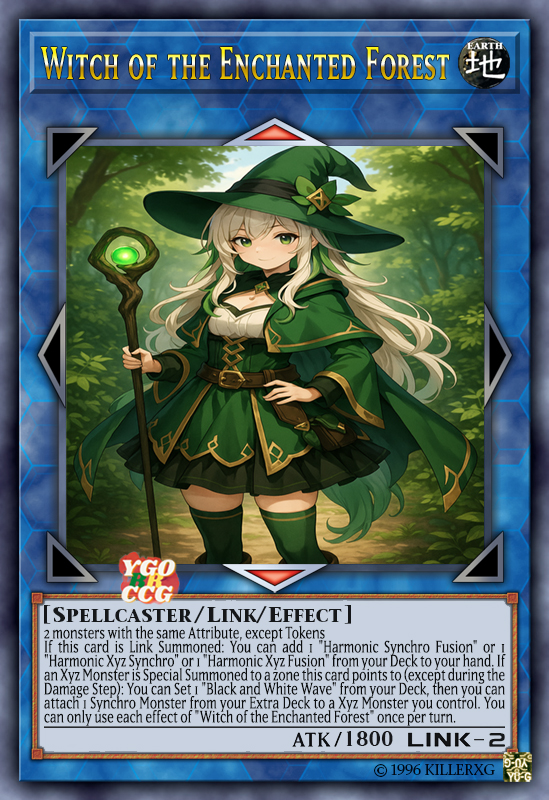 WITCH OF THE ENCHANTED FOREST
EARTH
地
YGO
CCG
[SPELLCASTER/LINK/EFFECT]
2 monsters with the same Attribute, except Tokens
If this card is Link Summoned: You can add 1 "Harmonic Synchro Fusion" or 1
"Harmonic Xyz Synchro" or 1 "Harmonic Xyz Fusion" from your Deck to your hand. If
an Xyz Monster is Special Summoned to a zone this card points to (except during the
Damage Step): You can Set 1 "Black and White Wave" from your Deck, then you can
attach 1 Synchro Monster from your Extra Deck to a Xyz Monster you control. You
can only use each effect of "Witch of the Enchanted Forest" once per turn.
ATK/1800 LINK-2
© 1996 KILLERXG